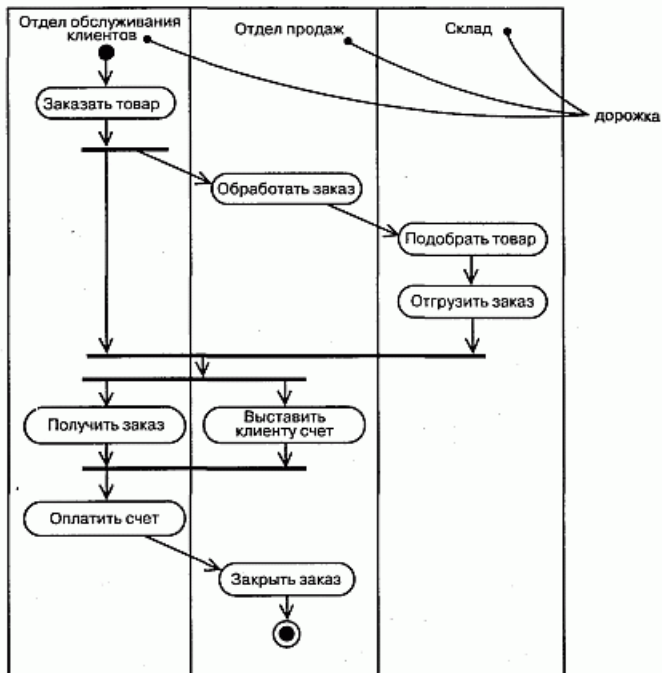 Отдел обслуживания
клиентов
Отдел продаж
Склад
дорожка
Заказать товар
Обработать заказ
Подобрать товар
Отгрузить заказ
Получить заказ
Выставить
клиенту счет
Оплатить счет
Закрыть заказ